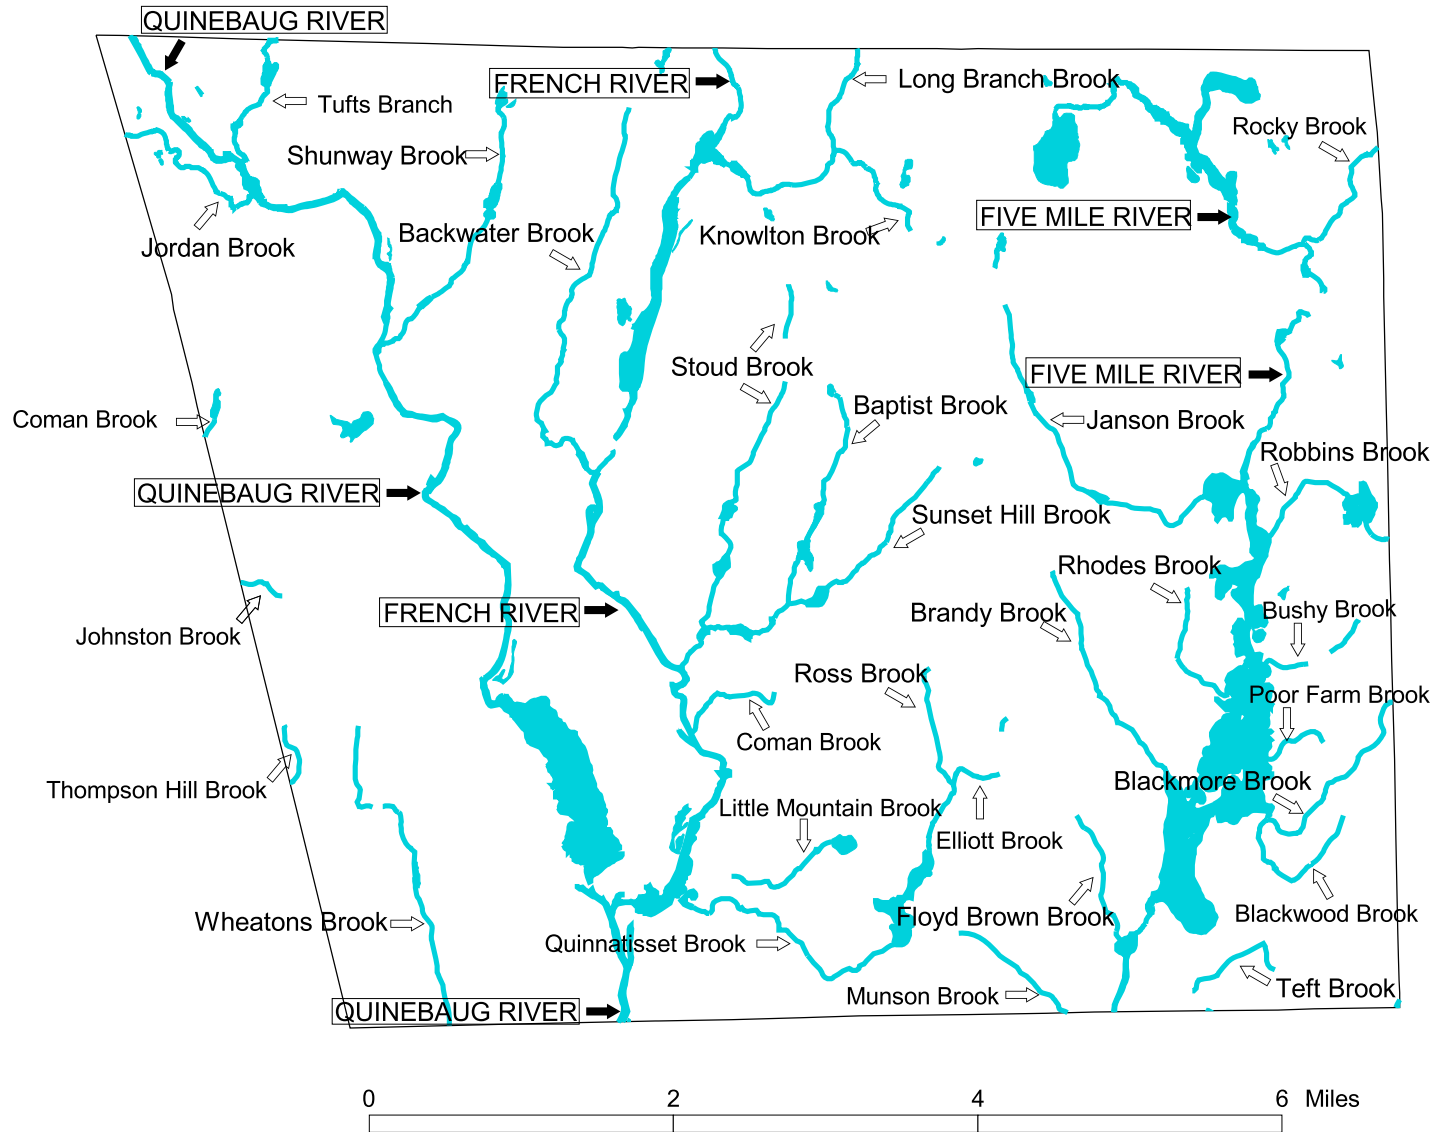 QUINEBAUG RIVER
FRENCH RIVER
Long Branch Brook
Tufts Branch
Rocky Brook
Shunway Brook
FIVE MILE RIVER
Backwater Brook
Knowlton Brook
Jordan Brook
Stoud Brook
FIVE MILE RIVER
Baptist Brook
Coman Brook
Janson Brook
Robbins Brook
QUINEBAUG RIVER
Sunset Hill Brook
Rhodes Brook
FRENCH RIVER
Brandy Brook
Bushy Brook
Johnston Brook
Ross Brook
Poor Farm Brook
Coman Brook
Thompson Hill Brook
Blackmore Brook
Little Mountain Brook
Elliott Brook
Wheatons Brook
Floyd Brown Brook
Blackwood Brook
Quinnatisset Brook
Munson Brook
Teft Brook
QUINEBAUG RIVER
0 2 4 6 Miles